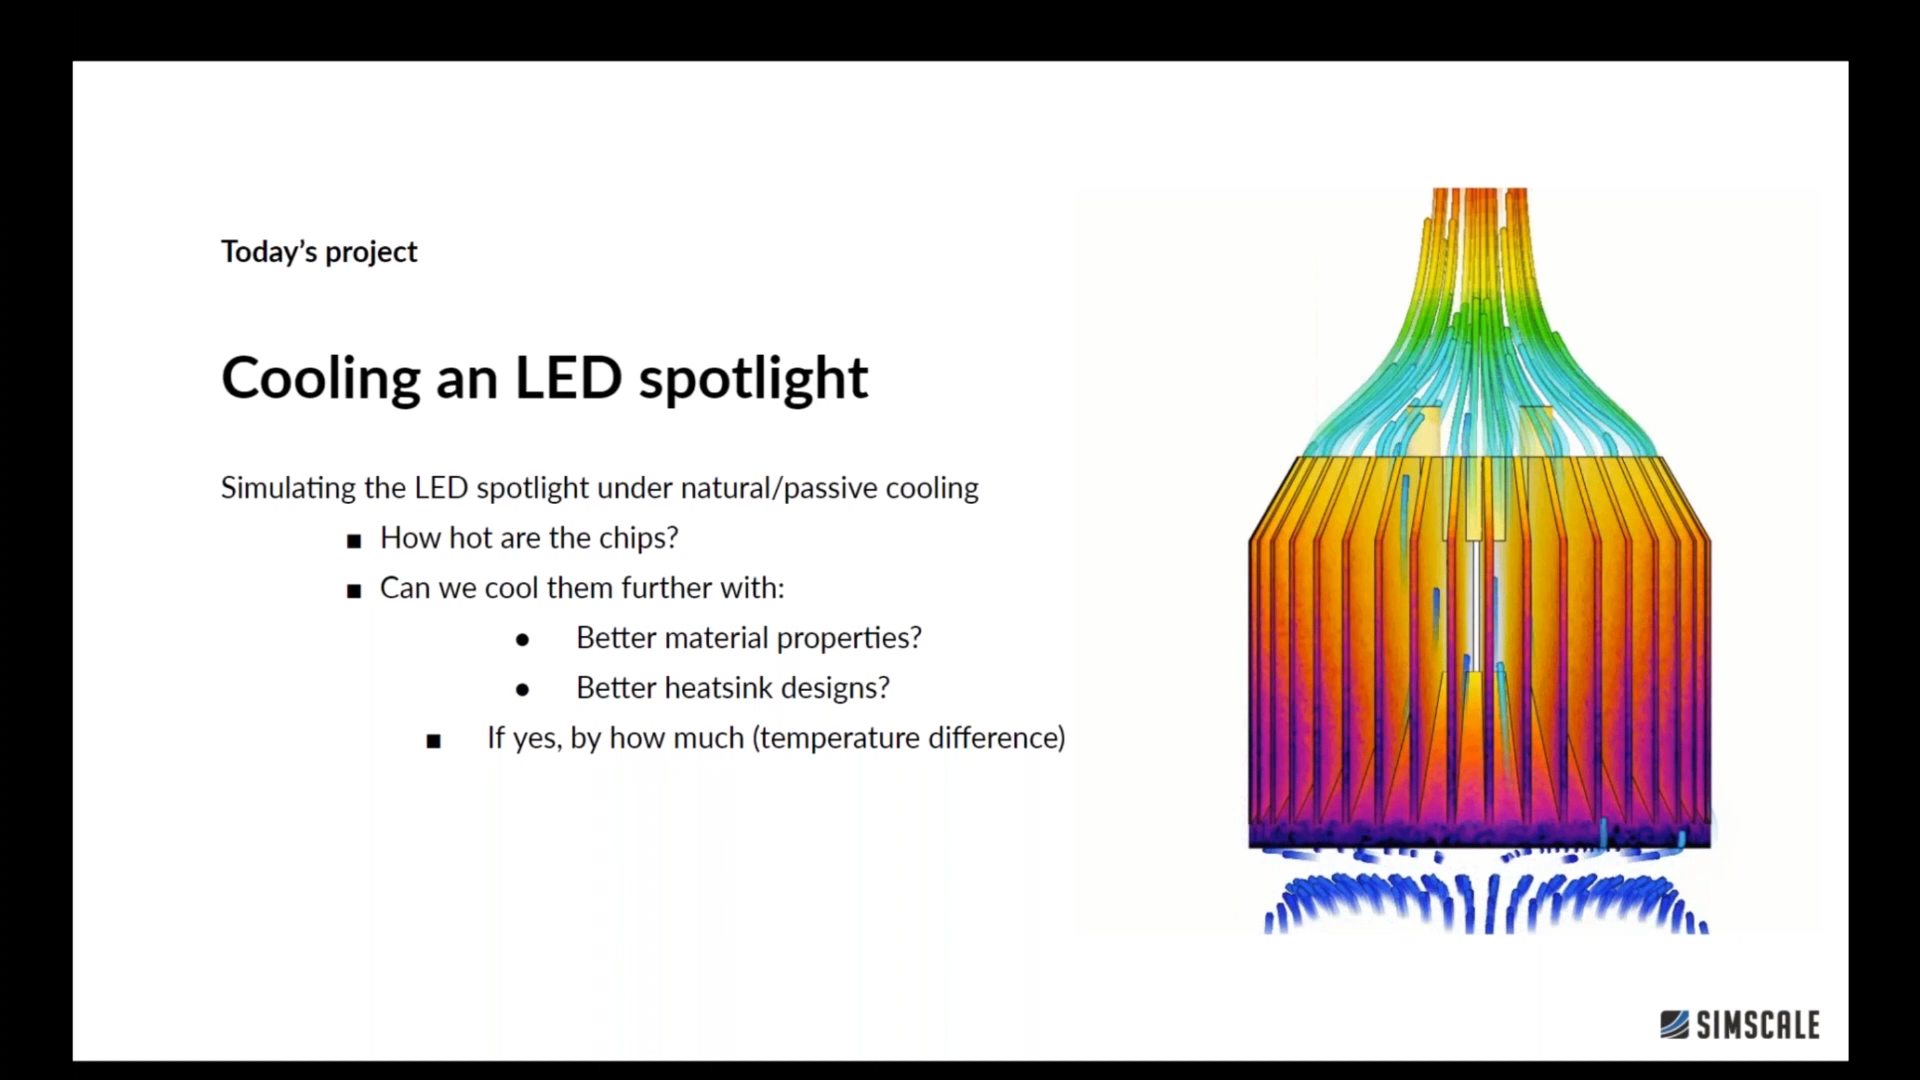 Today’s project
Cooling an LED spotlight
Simulating the LED spotlight under natural/passive cooling
■ How hot are the chips?
■ Can we cool them further with:
● Better material properties?
● Better heatsink designs?
■ If yes, by how much (temperature difference)
SIMSCALE